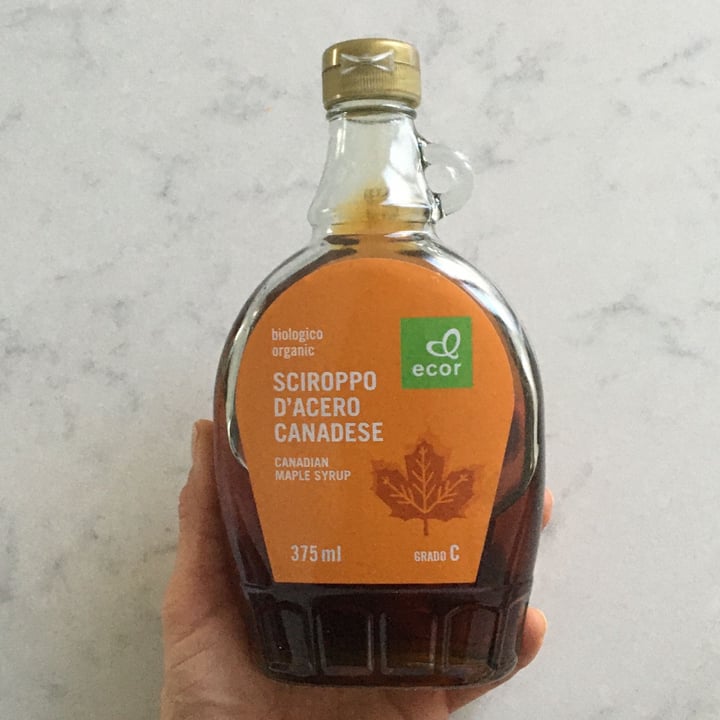 biologico
organic
ecor
SCIROPPO
D'ACERO
CANADESE
CANADIAN
MAPLE SYRUP
375 ml
GRADO C